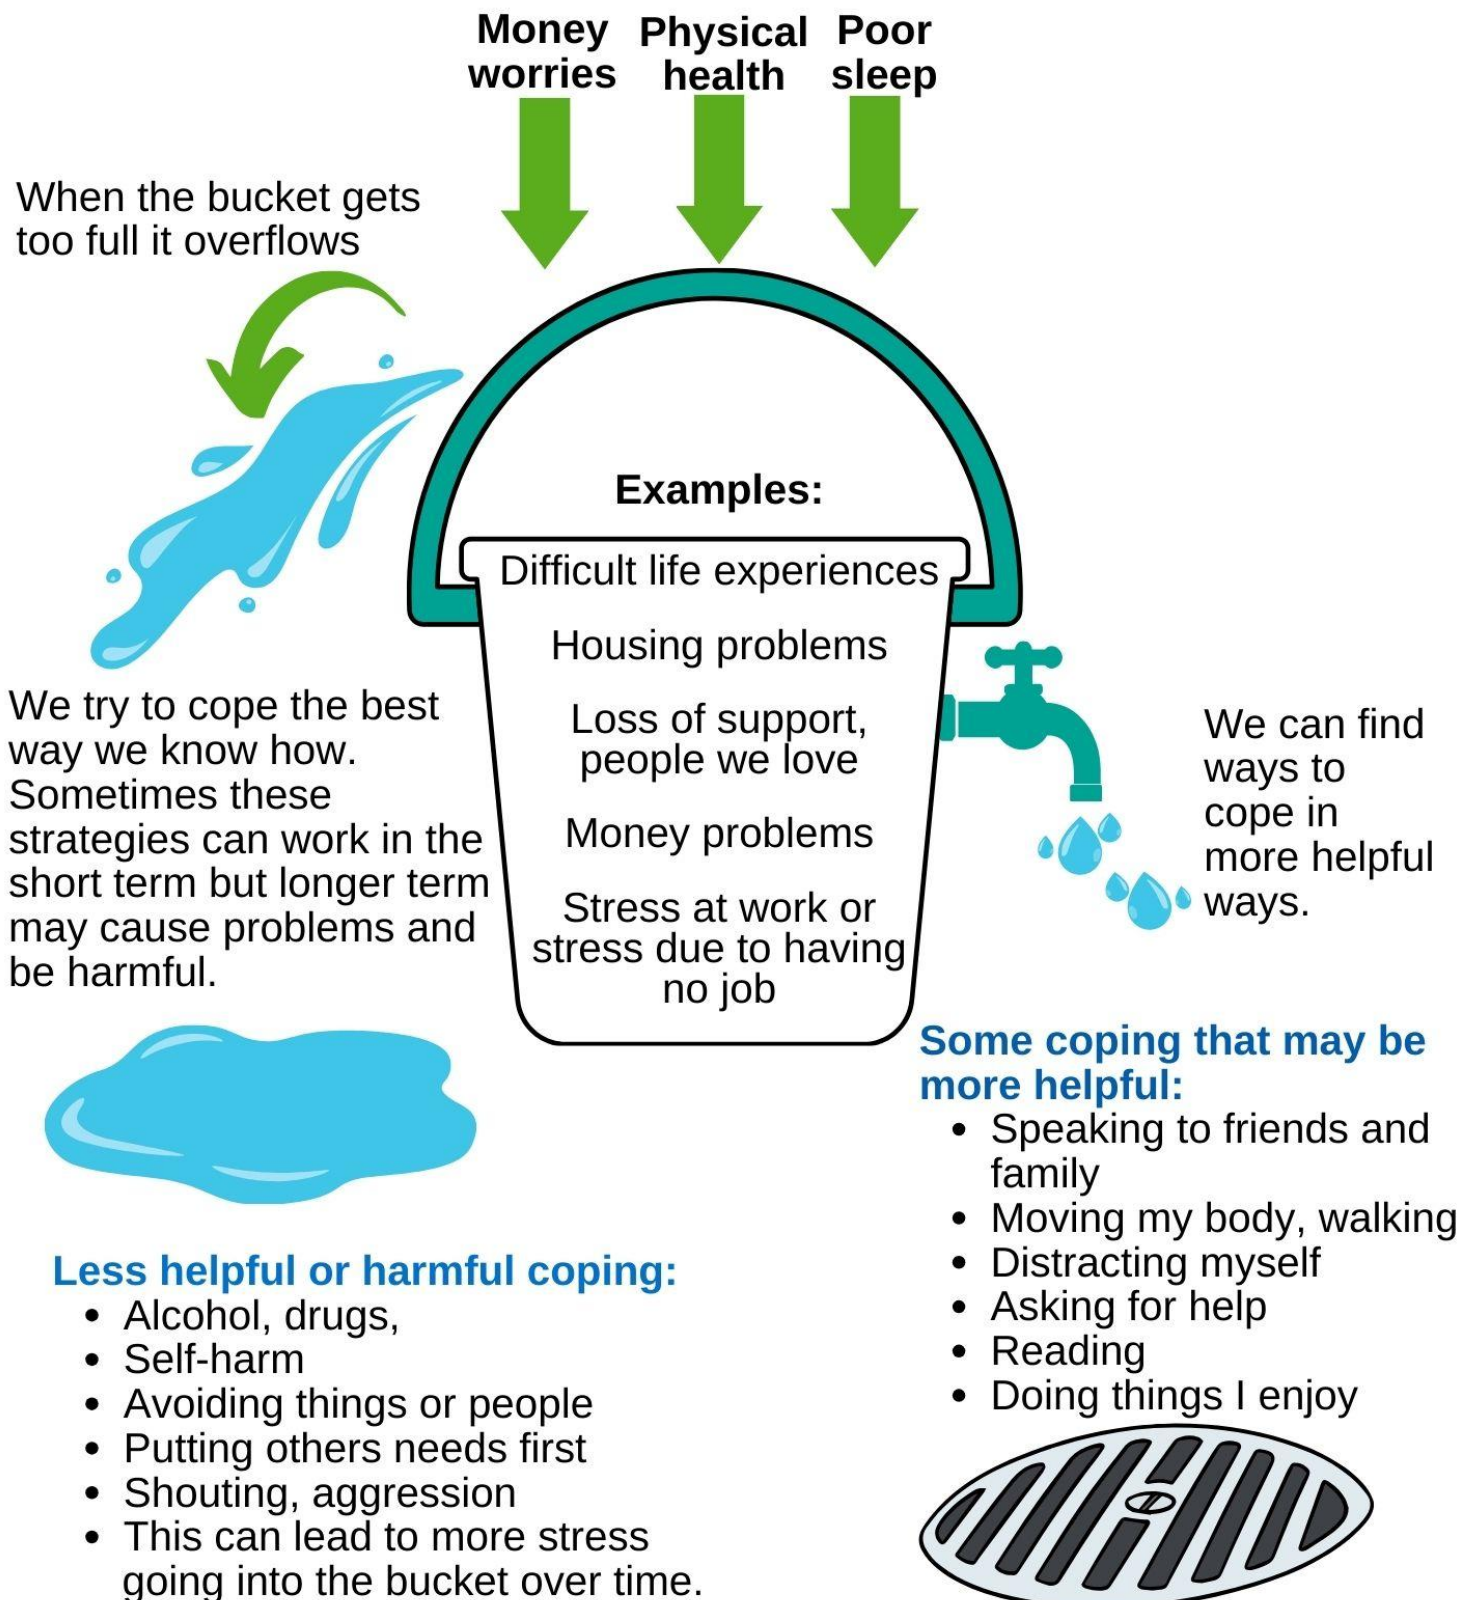 Money
worries
Physical
health
Poor
sleep
When the bucket gets
too full it overflows
Examples:
Difficult life experiences
Housing problems
Loss of support,
people we love
Money problems
Stress at work or
stress due to having
no job
We try to cope the best
way we know how.
Sometimes these
strategies can work in the
short term but longer term
may cause problems and
be harmful.
We can find
ways to
cope in
more helpful
ways.
Some coping that may be
more helpful:
• Speaking to friends and
family
• Moving my body, walking
• Distracting myself
• Asking for help
• Reading
• Doing things I enjoy
Less helpful or harmful coping:
• Alcohol, drugs,
• Self-harm
• Avoiding things or people
• Putting others needs first
• Shouting, aggression
• This can lead to more stress
going into the bucket over time.